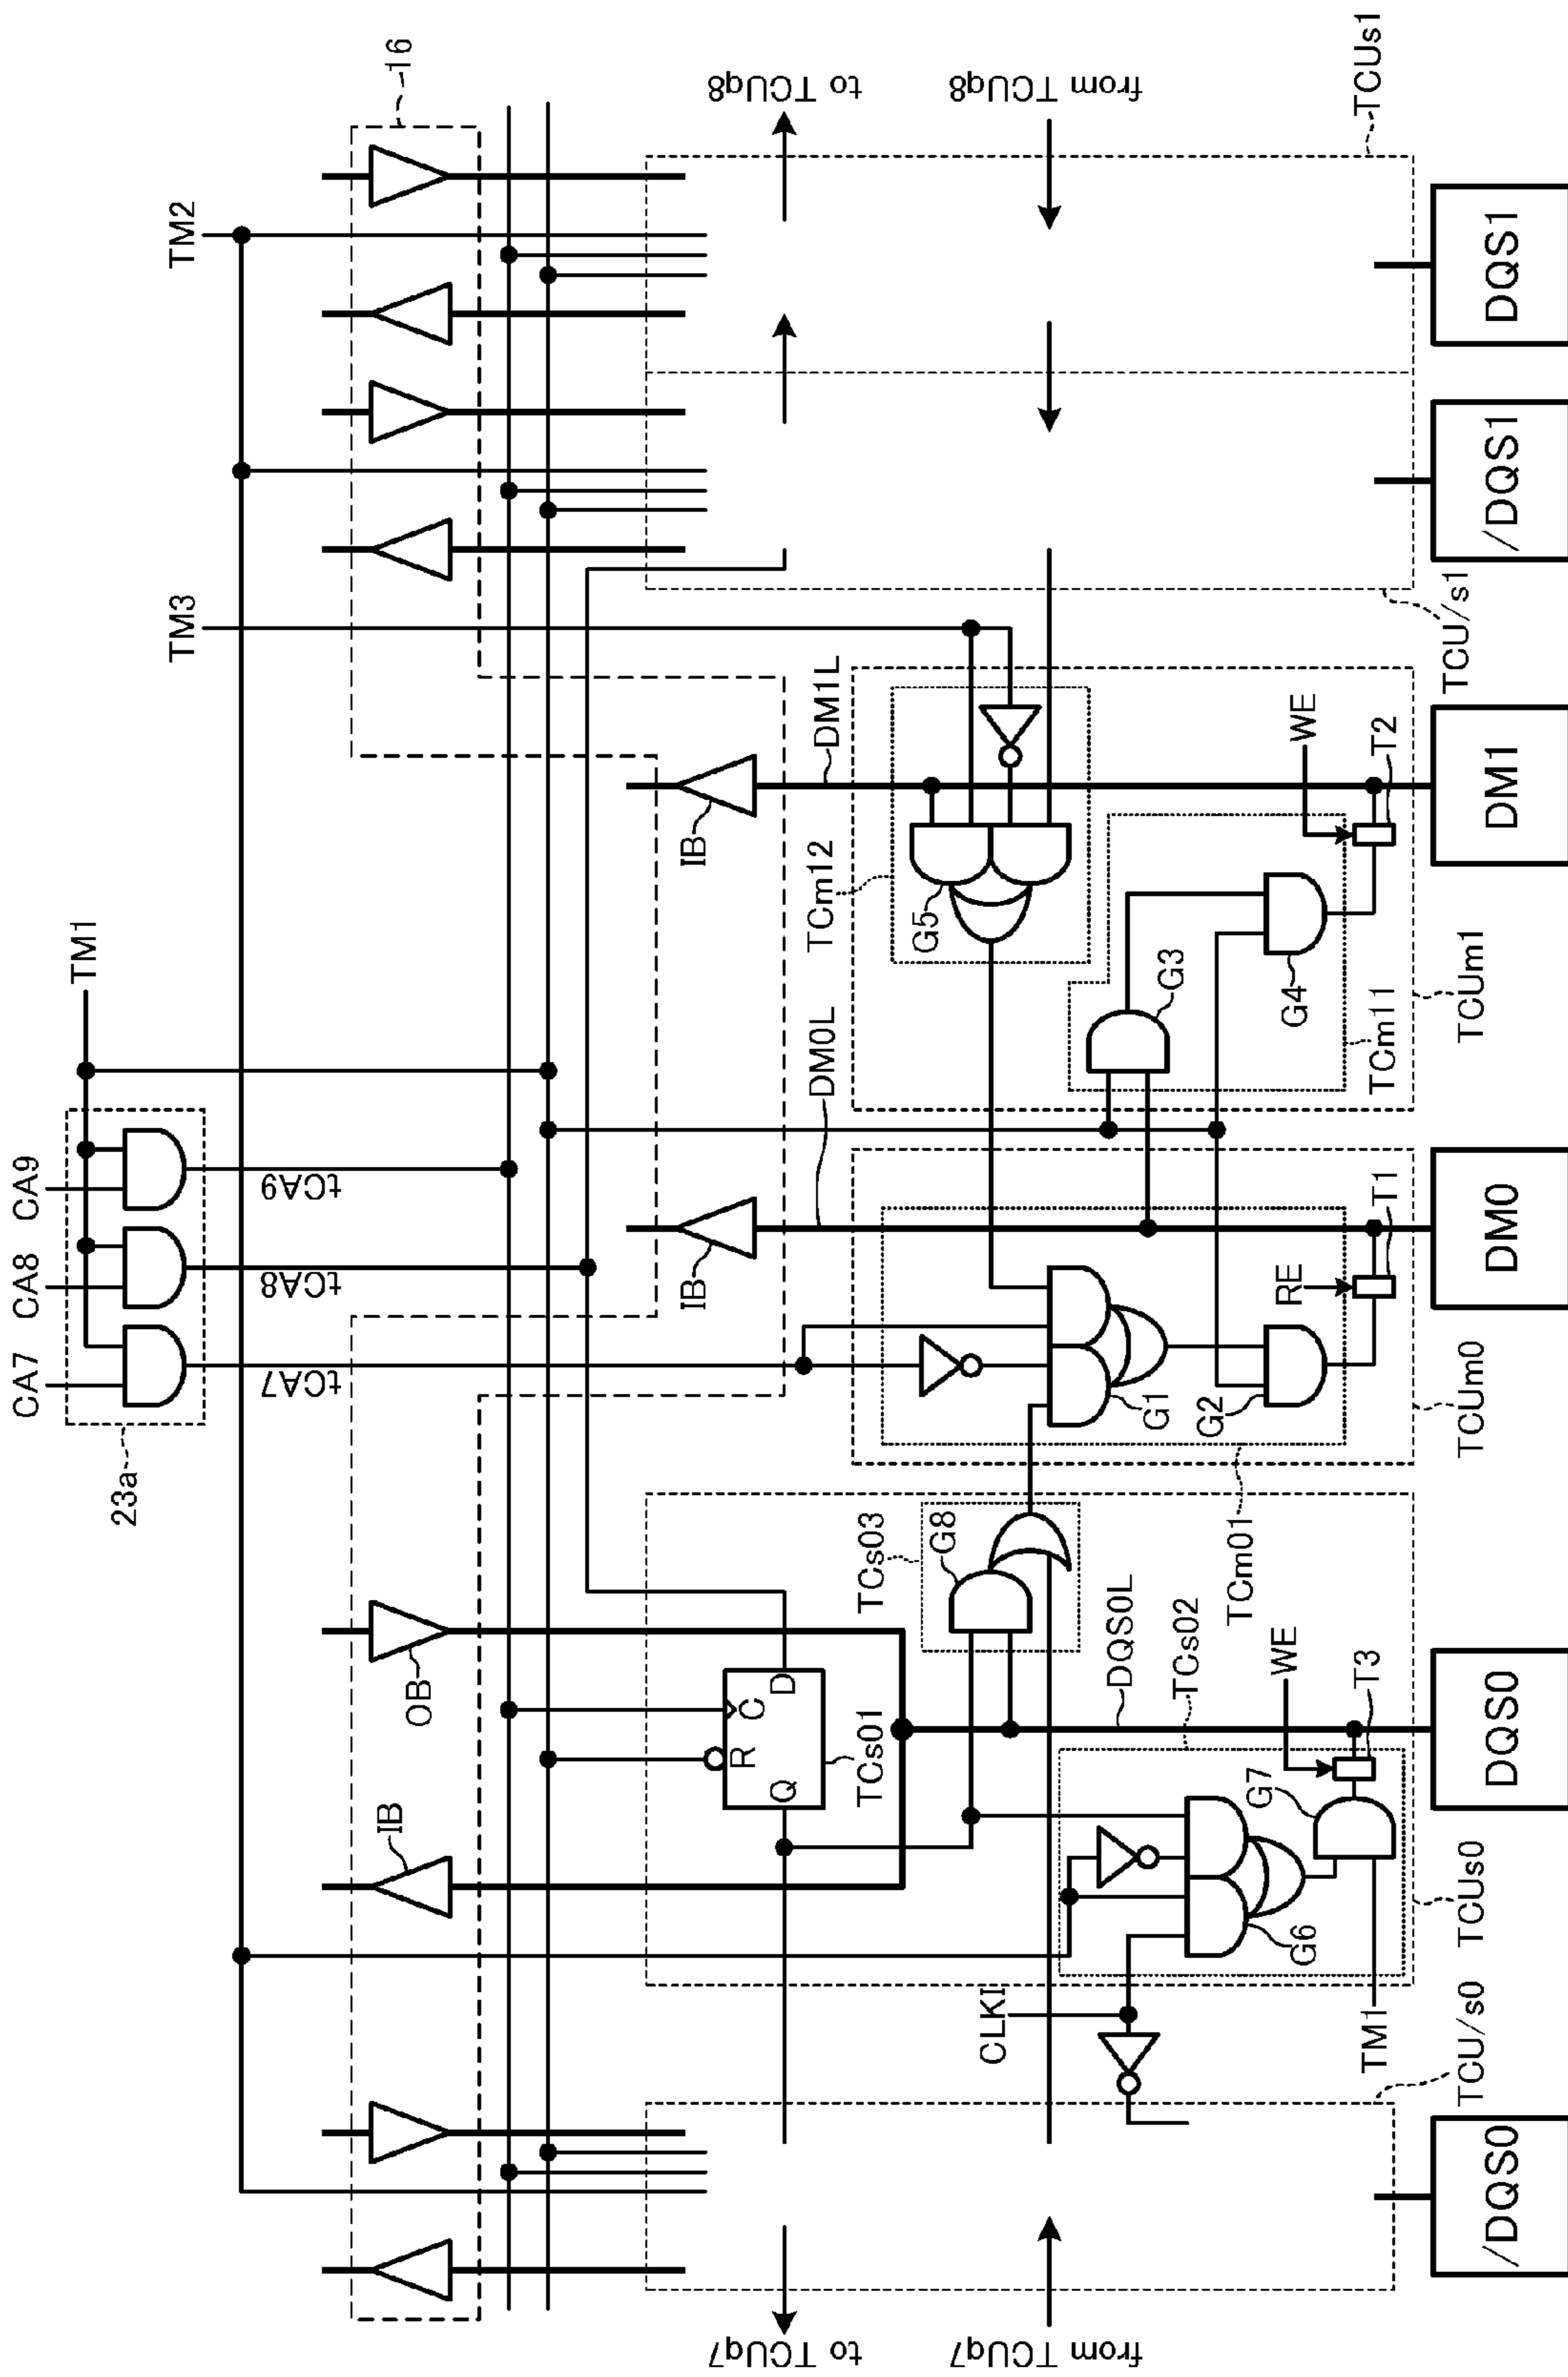 CA7
CA8
CA9
TM1
23a
tCA7
tCA8
tCA9
TM3
TM2
16
IB
OB
IB
IB
DM0L
DM1L
to TCUq7
from TCUq7
to TCUq8
from TCUq8
Q
R
C
D
TCs01
TCs03
G8
DQS0L
TCs02
CLKI
TM1
G6
G7
WE
T3
TCm01
G1
G2
RE
T1
TCm12
G5
G3
G4
WE
T2
TCm11
TCU/s0
TCUs0
TCUm0
TCUm1
TCU/s1
TCUs1
/DQS0
DQS0
DM0
DM1
/DQS1
DQS1